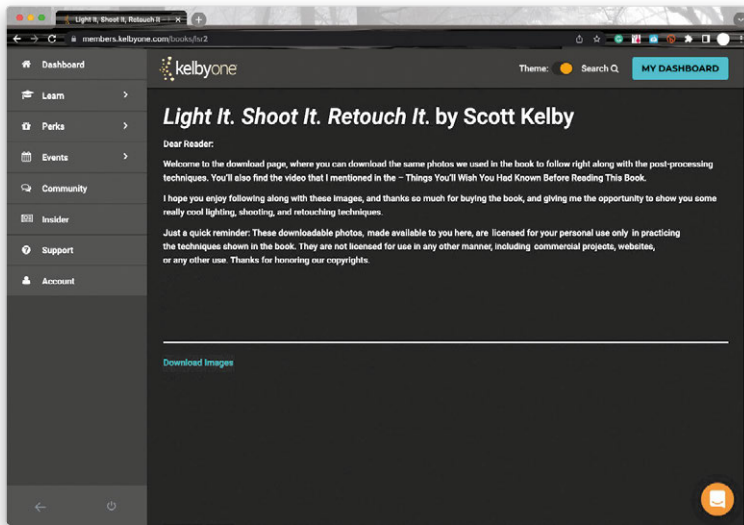 Light It, Shoot It, Retouch It
members.kelbyone.com/books/lsr2
Dashboard
Learn
Perks
Events
Community
Insider
Support
Account
kelbyone
Theme:
Search
MY DASHBOARD
Light It. Shoot It. Retouch It. by Scott Kelby
Dear Reader:
Welcome to the download page, where you can download the same photos we used in the book to follow right along with the post-processing
techniques. You'll also find the video that I mentioned in the – Things You'll Wish You Had Known Before Reading This Book.
I hope you enjoy following along with these images, and thanks so much for buying the book, and giving me the opportunity to show you some
really cool lighting, shooting, and retouching techniques.
Just a quick reminder: These downloadable photos, made available to you here, are licensed for your personal use only in practicing
the techniques shown in the book. They are not licensed for use in any other manner, including commercial projects, websites,
or any other use. Thanks for honoring our copyrights.
Download Images